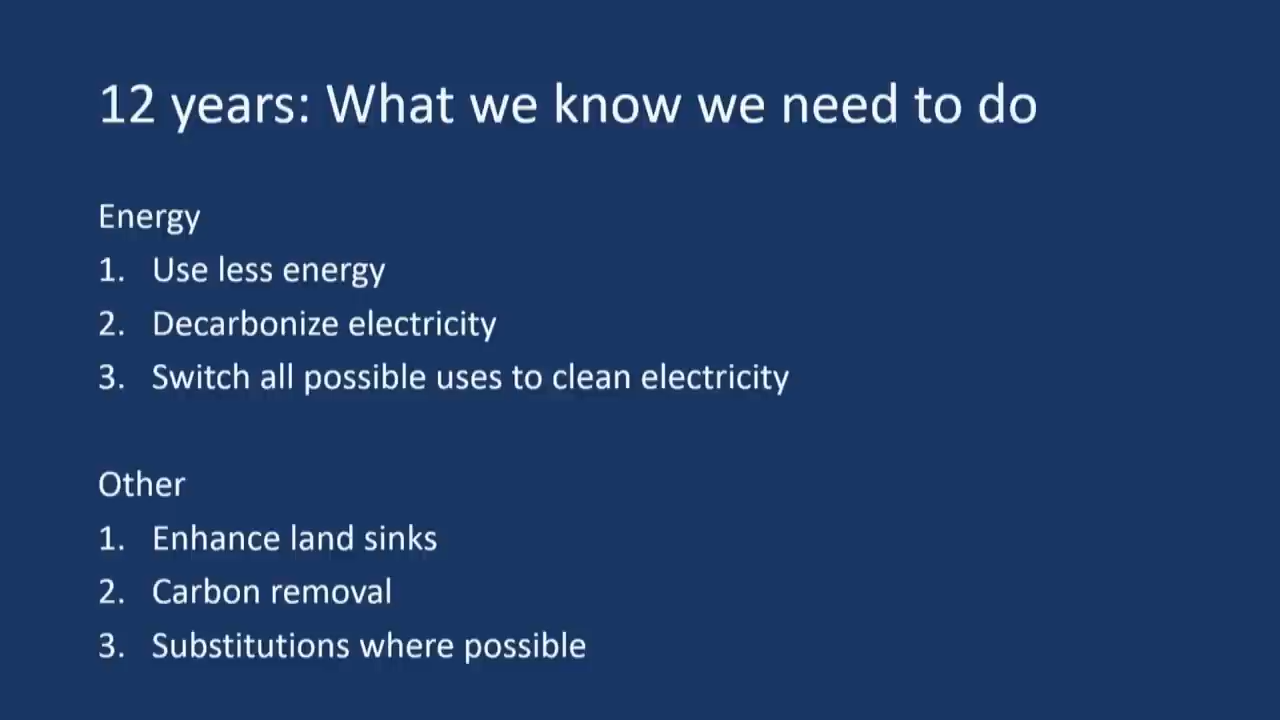 12 years: What we know we need to do
Energy
1. Use less energy
2. Decarbonize electricity
3. Switch all possible uses to clean electricity
Other
1. Enhance land sinks
2. Carbon removal
3. Substitutions where possible